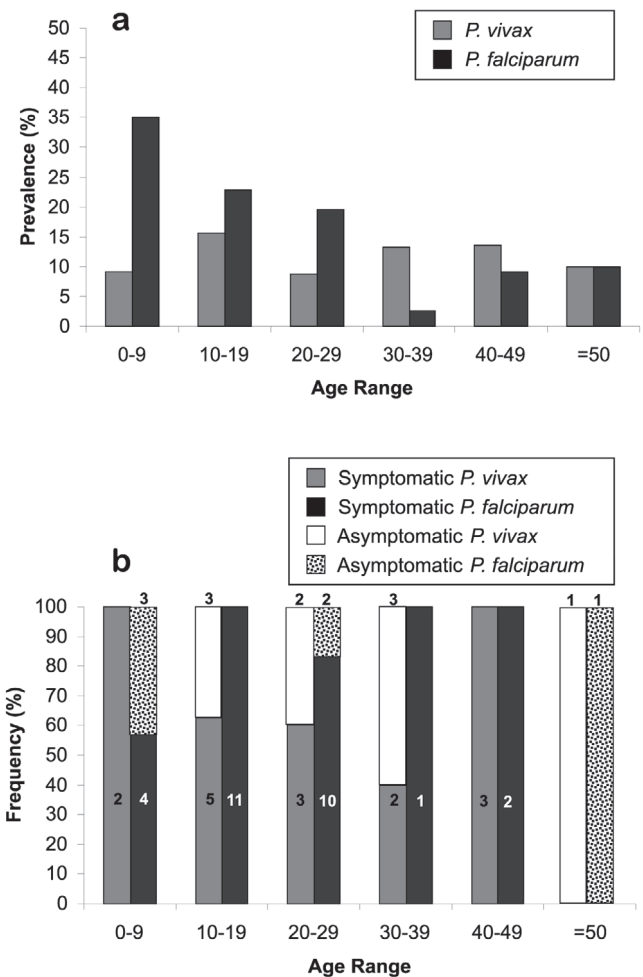 a
P. vivax
P. falciparum
Prevalence (%)
50
45
40
35
30
25
20
15
10
5
0
0-9 10-19 20-29 30-39 40-49 =50
Age Range
b
Symptomatic P. vivax
Symptomatic P. falciparum
Asymptomatic P. vivax
Asymptomatic P. falciparum
Frequency (%)
100
90
80
70
60
50
40
30
20
10
0
3 3 2 2 3 1 1
2 4 5 11 3 10 2 1 3 2
0-9 10-19 20-29 30-39 40-49 =50
Age Range